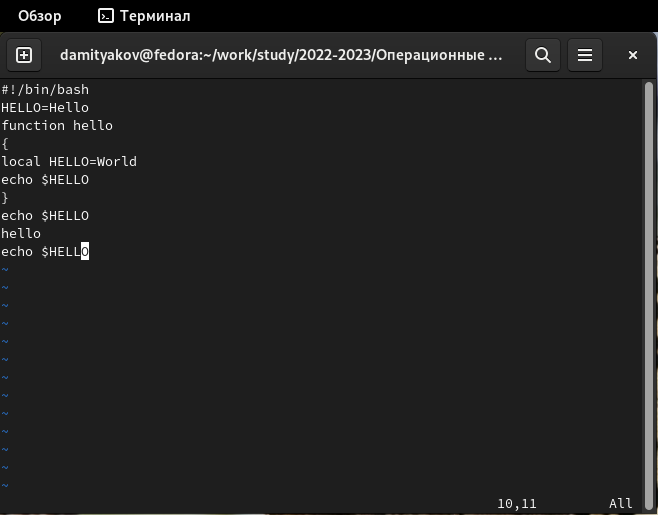 Обзор Терминал
damityakov@fedora:~/work/study/2022-2023/Операционные ...
#!/bin/bash
HELLO=Hello
function hello
{
local HELLO=World
echo $HELLO
}
echo $HELLO
hello
echo $HELLO
~
~
~
~
~
~
~
~
~
~
~
~
~
10,11 All